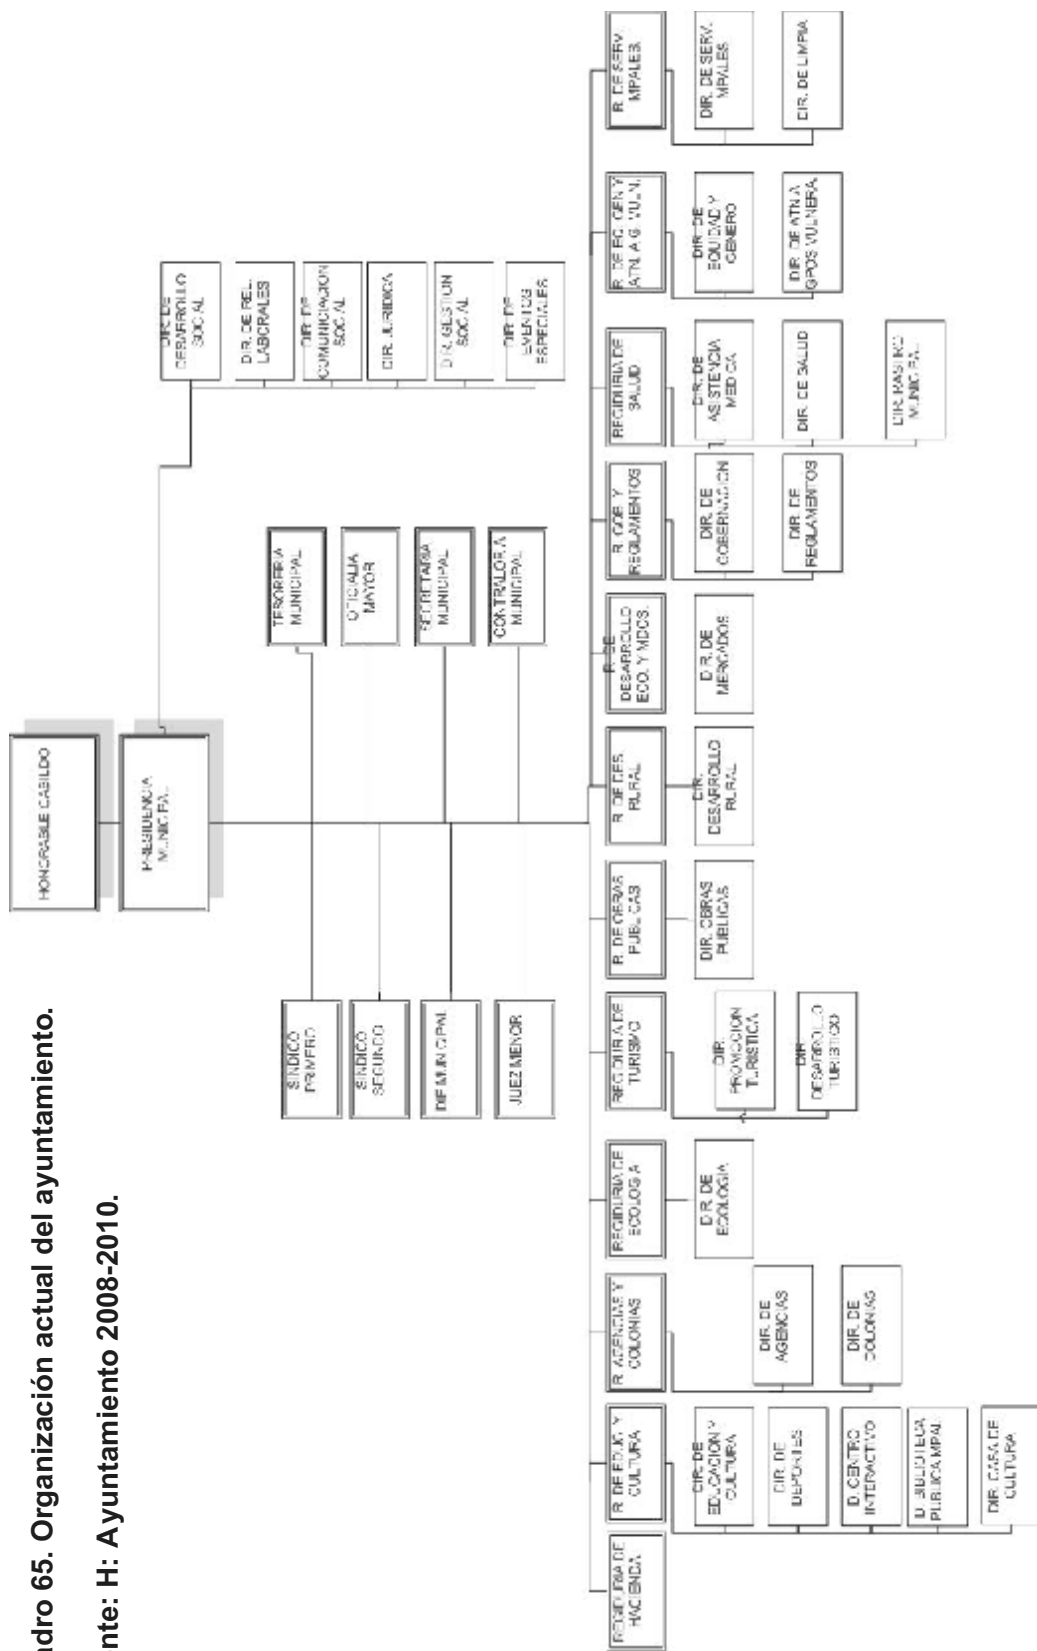 dro 65. Organización actual del ayuntamiento.
nte: H: Ayuntamiento 2008-2010.
HONORABLE CABILDO
PRESIDENCIA
MUNICIPAL
DIR. DE
DESARROLLO
SOCIAL
DIR. DE REL.
LABORALES
DIR. DE
COMUNICIACION
SOCIAL
DIR. JURIDICA
DIR. GESTION
SOCIAL
DIR. DE
EVENTOS
ESPECIALES
SINDICO
PRIMERO
TESORERIA
MUNICIPAL
SINDICO
SEGUNDO
OFICIALIA
MAYOR
DIF MUNICIPAL
SECRETARIA
MUNICIPAL
JUEZ MENOR
CONTRALORIA
MUNICIPAL
REGIDURIA DE
HACIENDA
R. DE EDUC Y
CULTURA
DIR. DE
EDUCACION Y
CULTURA
DIR. DE
DEPORTES
D. CENTRO
INTERACTIVO
D. BIBLIOTECA
PUBLICA MPAL.
DIR. CASA DE
CULTURA
R. AGENCIAS Y
COLONIAS
DIR. DE
AGENCIAS
DIR. DE
COLONIAS
REGIDURIA DE
ECOLOGIA
DIR. DE
ECOLOGIA
REGIDURIA DE
TURISMO
DIR.
PROMOCION
TURISTICA
DIR.
DESARROLLO
TURISTICO
R. DE OBRAS
PUBLICAS
DIR. OBRAS
PUBLICAS
R. DE DES.
RURAL
DIR.
DESARROLLO
RURAL
R. DE
DESARROLLO
ECO. Y MDOS.
DIR. DE
MERCADOS
R. GOB. Y
REGLAMENTOS
DIR. DE
GOBERNACION
DIR. DE
REGLAMENTOS
REGIDURIA DE
SALUD
DIR. DE
ASISTENCIA
MEDICA
DIR. DE SALUD
DIR. RASTRO
MUNICIPAL
R. DE EQ. GEN Y
ATN. A G. VULN.
DIR. DE
EQUIDAD Y
GENERO
DIR. DE ATN A
GPOS VULNERA.
R. DE SERV.
MPALES.
DIR. DE SERV.
MPALES
DIR. DE LIMPIA